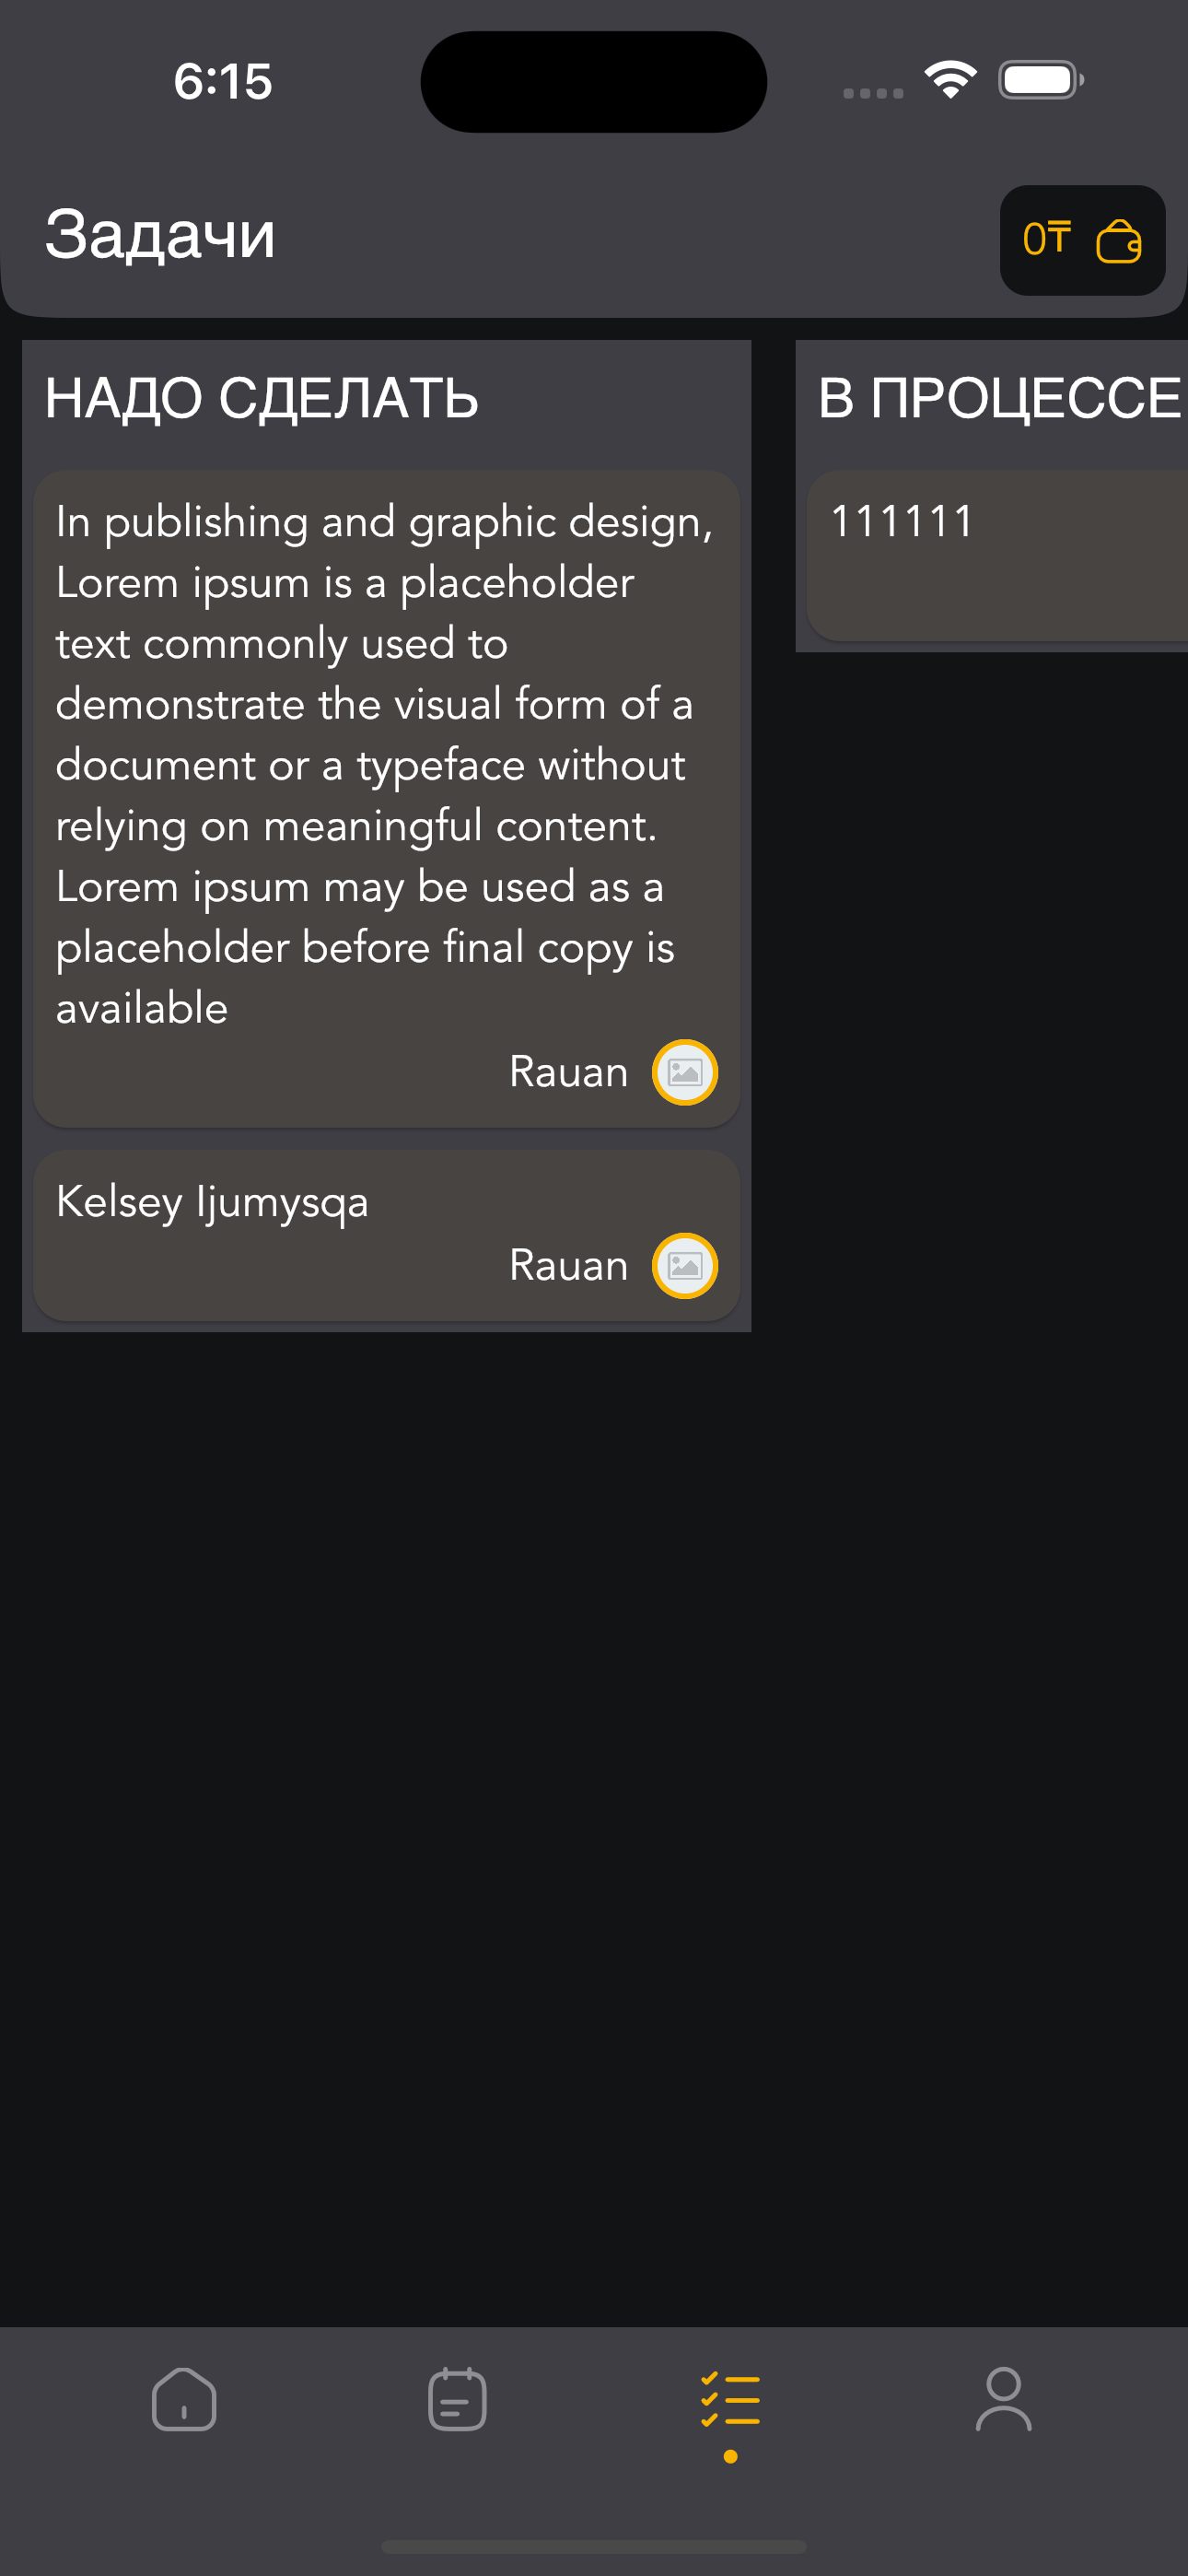 6:15
Задачи
0₸
НАДО СДЕЛАТЬ
In publishing and graphic design,
Lorem ipsum is a placeholder
text commonly used to
demonstrate the visual form of a
document or a typeface without
relying on meaningful content.
Lorem ipsum may be used as a
placeholder before final copy is
available
Rauan
Kelsey Ijumysqa
Rauan
В ПРОЦЕССЕ
111111